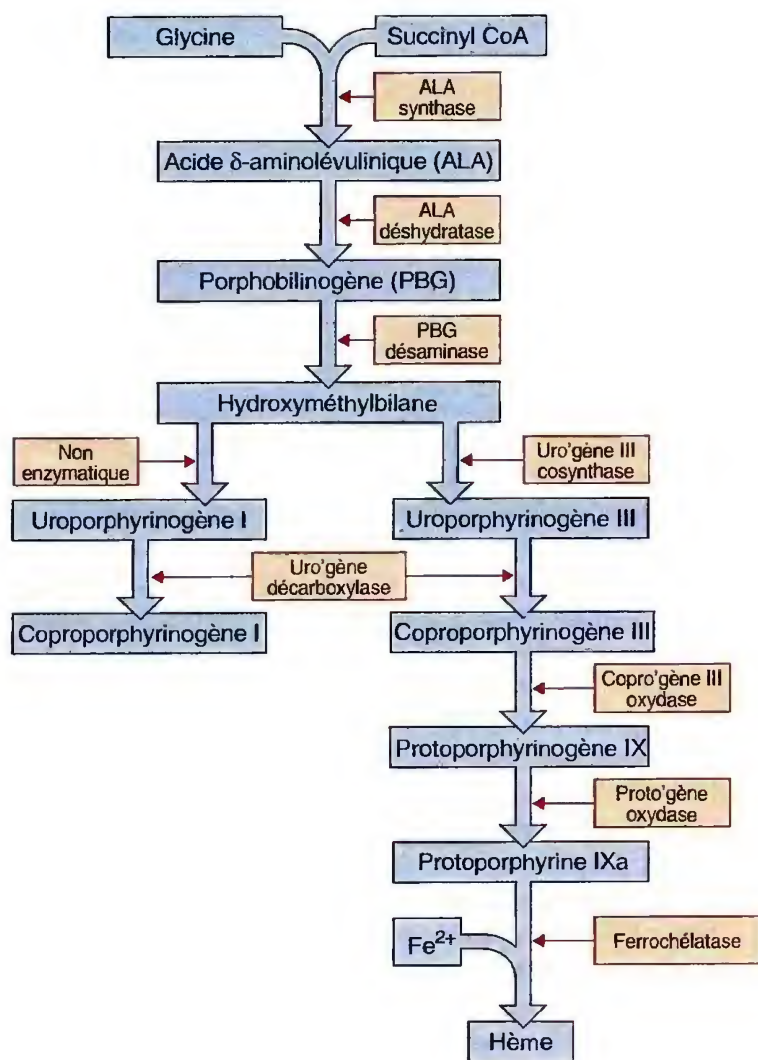 Glycine
Succinyl CoA
ALA
synthase
Acide δ-aminolévulinique (ALA)
ALA
déshydratase
Porphobilinogène (PBG)
PBG
désaminase
Hydroxyméthylbilane
Non
enzymatique
Uro'gène III
cosynthase
Uroporphyrinogène I
Uroporphyrinogène III
Uro'gène
décarboxylase
Coproporphyrinogène I
Coproporphyrinogène III
Copro'gène III
oxydase
Protoporphyrinogène IX
Proto'gène
oxydase
Protoporphyrine IXa
Fe²⁺
Ferrochélatase
Hème